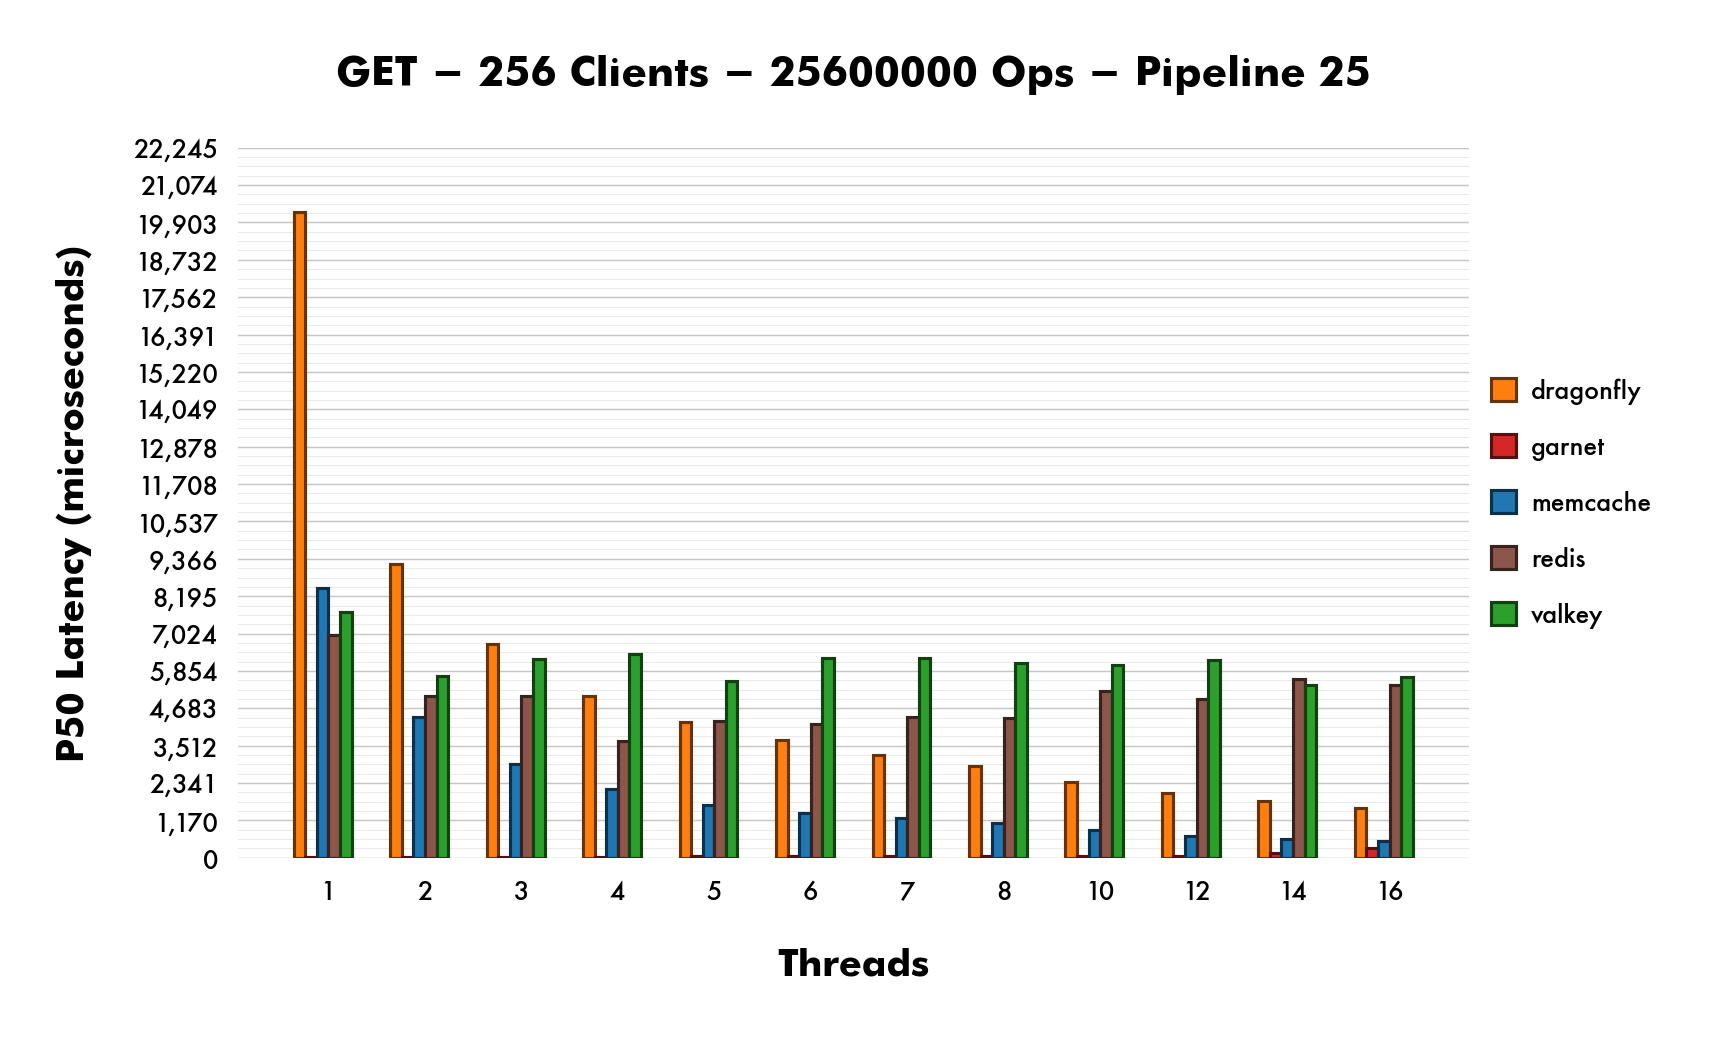 GET – 256 Clients – 25600000 Ops – Pipeline 25
P50 Latency (microseconds)
22,245
21,074
19,903
18,732
17,562
16,391
15,220
14,049
12,878
11,708
10,537
9,366
8,195
7,024
5,854
4,683
3,512
2,341
1,170
0
1 2 3 4 5 6 7 8 10 12 14 16
Threads
dragonfly
garnet
memcache
redis
valkey